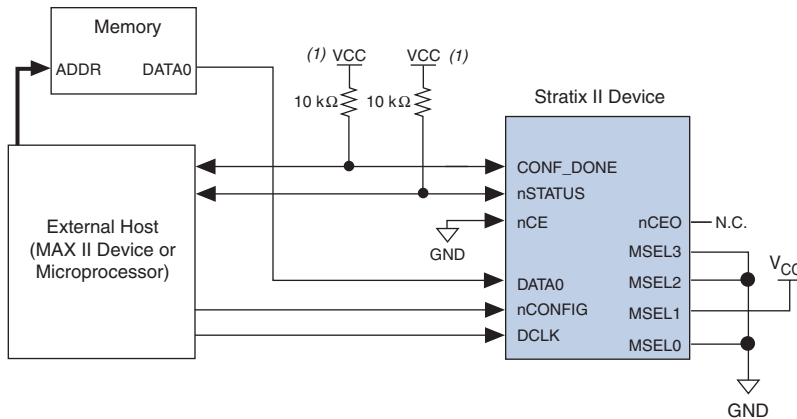 Memory
ADDR DATA0
(1) VCC VCC (1)
10 kΩ 10 kΩ
Stratix II Device
External Host
(MAX II Device or
Microprocessor)
CONF_DONE
nSTATUS
nCE
GND
DATA0
nCONFIG
DCLK
nCEO N.C.
MSEL3
MSEL2
MSEL1
MSEL0
VCC
GND